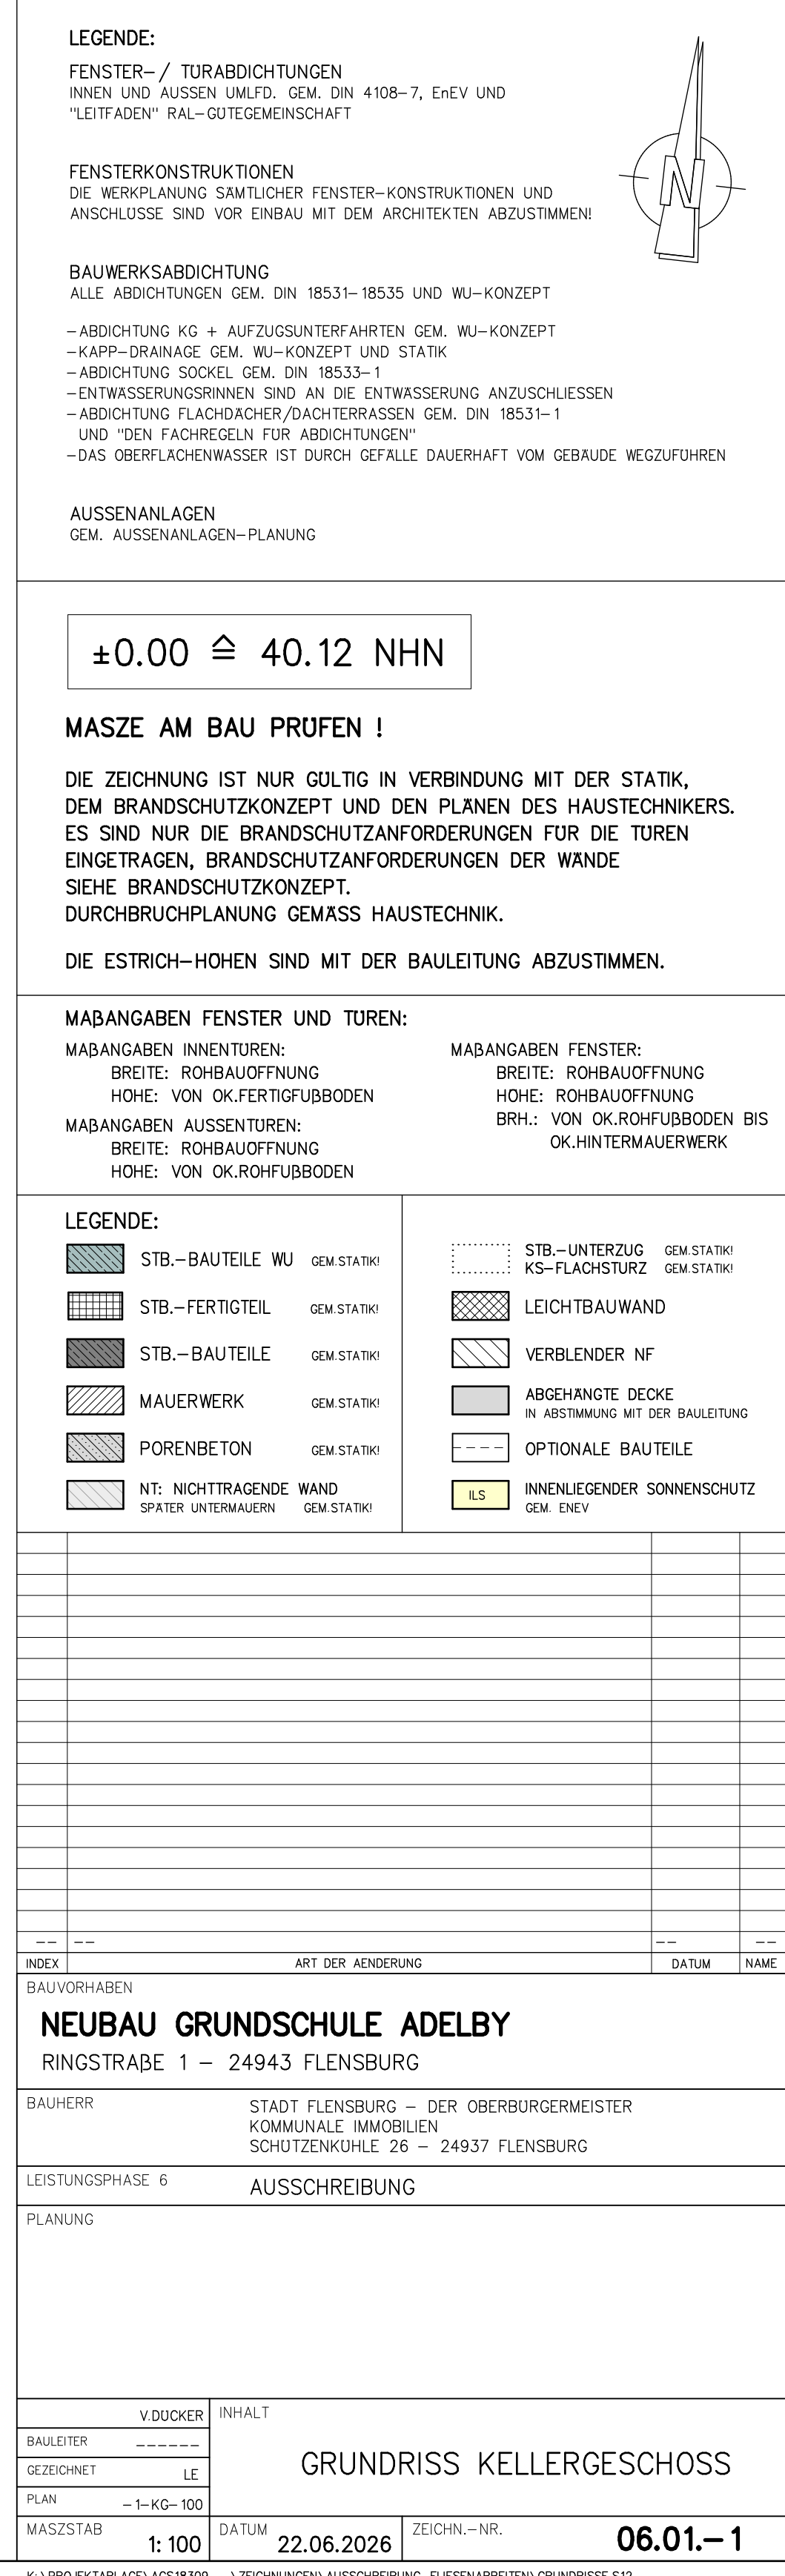 LEGENDE:
FENSTER-/ TÜRABDICHTUNGEN
INNEN UND AUSSEN UMLFD. GEM. DIN 4108-7, EnEV UND
"LEITFADEN" RAL-GÜTEGEMEINSCHAFT
FENSTERKONSTRUKTIONEN
DIE WERKPLANUNG SÄMTLICHER FENSTER-KONSTRUKTIONEN UND
ANSCHLÜSSE SIND VOR EINBAU MIT DEM ARCHITEKTEN ABZUSTIMMEN!
N
BAUWERKSABDICHTUNG
ALLE ABDICHTUNGEN GEM. DIN 18531-18535 UND WU-KONZEPT
-ABDICHTUNG KG + AUFZUGSUNTERFAHRTEN GEM. WU-KONZEPT
-KAPP-DRAINAGE GEM. WU-KONZEPT UND STATIK
-ABDICHTUNG SOCKEL GEM. DIN 18533-1
-ENTWÄSSERUNGSRINNEN SIND AN DIE ENTWÄSSERUNG ANZUSCHLIESSEN
-ABDICHTUNG FLACHDÄCHER/DACHTERRASSEN GEM. DIN 18531-1
UND "DEN FACHREGELN FÜR ABDICHTUNGEN"
-DAS OBERFLÄCHENWASSER IST DURCH GEFÄLLE DAUERHAFT VOM GEBÄUDE WEGZUFÜHREN
AUSSENANLAGEN
GEM. AUSSENANLAGEN-PLANUNG
±0.00 ≙ 40.12 NHN
MASZE AM BAU PRÜFEN !
DIE ZEICHNUNG IST NUR GÜLTIG IN VERBINDUNG MIT DER STATIK,
DEM BRANDSCHUTZKONZEPT UND DEN PLÄNEN DES HAUSTECHNIKERS.
ES SIND NUR DIE BRANDSCHUTZANFORDERUNGEN FÜR DIE TÜREN
EINGETRAGEN, BRANDSCHUTZANFORDERUNGEN DER WÄNDE
SIEHE BRANDSCHUTZKONZEPT.
DURCHBRUCHPLANUNG GEMÄSS HAUSTECHNIK.
DIE ESTRICH-HÖHEN SIND MIT DER BAULEITUNG ABZUSTIMMEN.
MAßANGABEN FENSTER UND TÜREN:
MAßANGABEN INNENTÜREN:
BREITE: ROHBAUÖFFNUNG
HÖHE: VON OK.FERTIGFUßBODEN
MAßANGABEN AUSSENTÜREN:
BREITE: ROHBAUÖFFNUNG
HÖHE: VON OK.ROHFUßBODEN
MAßANGABEN FENSTER:
BREITE: ROHBAUÖFFNUNG
HÖHE: ROHBAUÖFFNUNG
BRH.: VON OK.ROHFUßBODEN BIS
OK.HINTERMAUERWERK
LEGENDE:
STB.-BAUTEILE WU GEM.STATIK!
STB.-FERTIGTEIL GEM.STATIK!
STB.-BAUTEILE GEM.STATIK!
MAUERWERK GEM.STATIK!
PORENBETON GEM.STATIK!
NT: NICHTTRAGENDE WAND
SPÄTER UNTERMAUERN GEM.STATIK!
STB.-UNTERZUG GEM.STATIK!
KS-FLACHSTURZ GEM.STATIK!
LEICHTBAUWAND
VERBLENDER NF
ABGEHÄNGTE DECKE
IN ABSTIMMUNG MIT DER BAULEITUNG
OPTIONALE BAUTEILE
ILS INNENLIEGENDER SONNENSCHUTZ
GEM. ENEV
-- -- -- --
INDEX ART DER AENDERUNG DATUM NAME
BAUVORHABEN
NEUBAU GRUNDSCHULE ADELBY
RINGSTRAßE 1 - 24943 FLENSBURG
BAUHERR
STADT FLENSBURG - DER OBERBÜRGERMEISTER
KOMMUNALE IMMOBILIEN
SCHÜTZENKUHLE 26 - 24937 FLENSBURG
LEISTUNGSPHASE 6 AUSSCHREIBUNG
PLANUNG
V.DÜCKER
BAULEITER ------
GEZEICHNET LE
PLAN -1-KG-100
INHALT
GRUNDRISS KELLERGESCHOSS
MASZSTAB 1: 100
DATUM 22.06.2026
ZEICHN.-NR. 06.01.-1